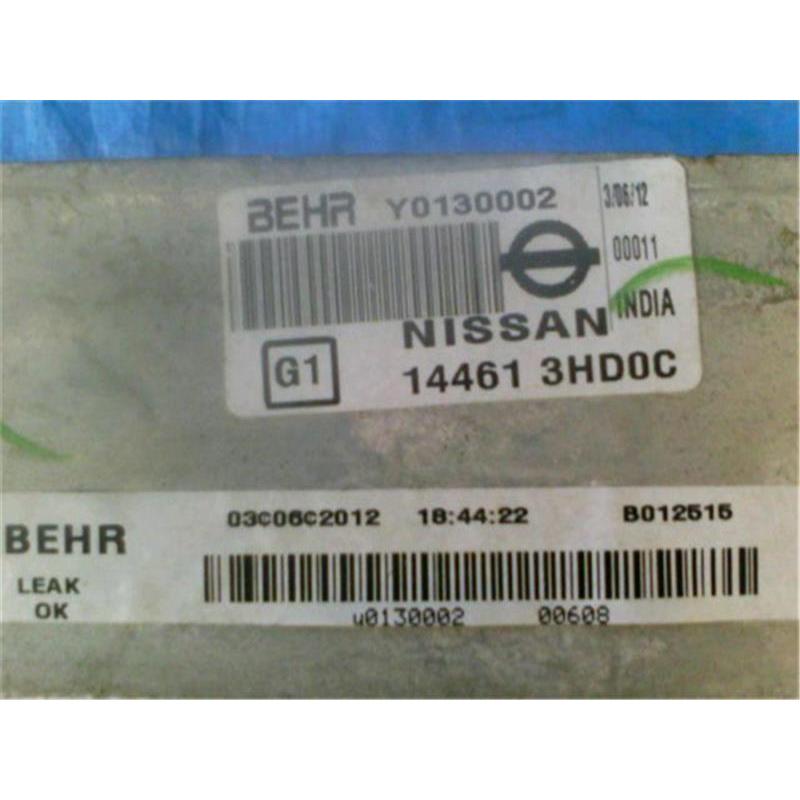 BEHR Y0130002 3/06/12
00011
INDIA
NISSAN
G1 14461 3HD0C
BEHR 03C06C2012 18:44:22 B012515
LEAK
OK
y0130002 00608